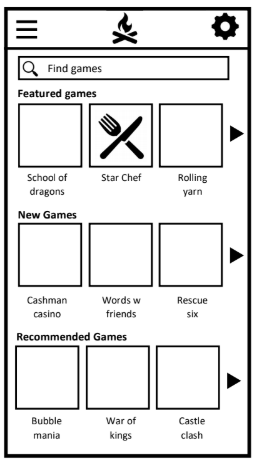 Find games
Featured games
School of
dragons
Star Chef
Rolling
yarn
New Games
Cashman
casino
Words w
friends
Rescue
six
Recommended Games
Bubble
mania
War of
kings
Castle
clash